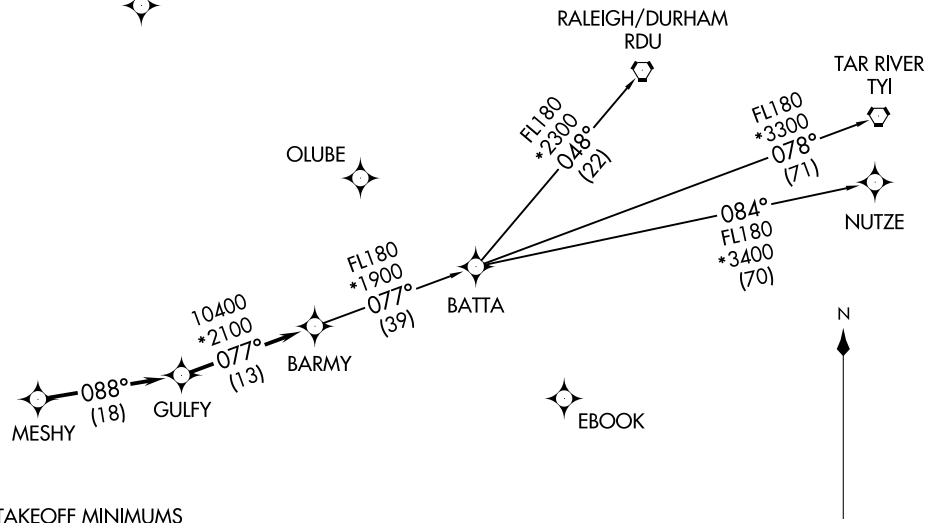 RALEIGH/DURHAM
RDU
TAR RIVER
TYI
FL180
*2300
048°
(22)
FL180
*3300
078°
(71)
OLUBE
084°
FL180
*3400
(70)
NUTZE
FL180
*1900
077°
(39)
BATTA
10400
*2100
077°
(13)
BARMY
N
088°
(18)
GULFY
MESHY
EBOOK
TAKEOFF MINIMUMS